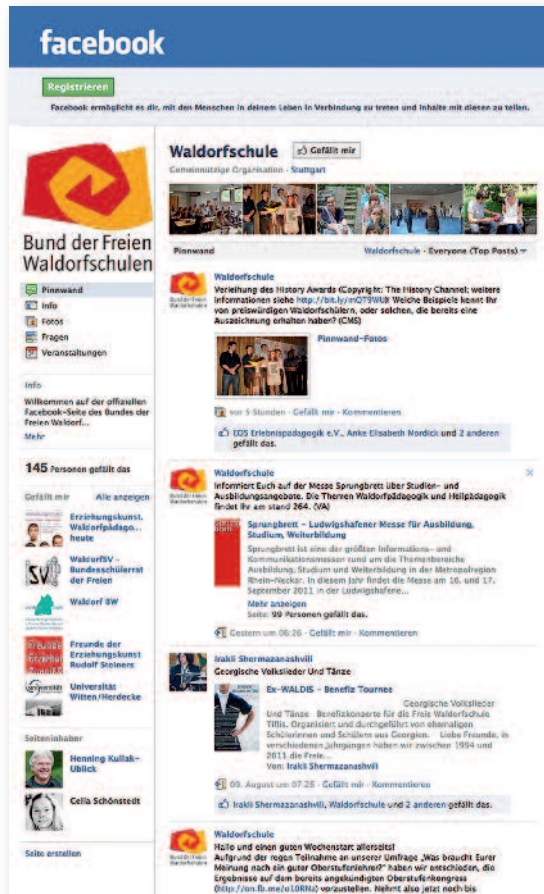 facebook
Registrieren
Facebook ermöglicht es dir, mit den Menschen in deinem Leben in Verbindung zu treten und Inhalte mit diesen zu teilen.
Bund der Freien
Waldorfschulen
Pinnwand
Info
Fotos
Fragen
Veranstaltungen
Info
Willkommen auf der offiziellen
Facebook-Seite des Bundes der
Freien Waldorf...
Mehr
145 Personen gefällt das
Gefällt mir Alle anzeigen
Erziehungskunst,
Waldorfpädago...
heute
WaldorfSV -
Bundesschülerrat
der Freien
Waldorf BW
Freunde der
Erziehungskunst
Rudolf Steiners
Universität
Witten/Herdecke
Seiteninhaber
Henning Kullak-
Ublick
Celia Schönstedt
Seite erstellen
Waldorfschule Gefällt mir
Gemeinnützige Organisation · Stuttgart
Pinnwand Waldorfschule · Everyone (Top Posts)
Waldorfschule
Verleihung des History Awards (Copyright: The History Channel; weitere
Informationen siehe http://bit.ly/mQT9WU)! Welche Beispiele kennt Ihr
von preiswürdigen Waldorfschülern, oder solchen, die bereits eine
Auszeichnung erhalten haben? (CMS)
Pinnwand-Fotos
vor 5 Stunden · Gefällt mir · Kommentieren
EOS Erlebnispädagogik e.V., Anke Elisabeth Nordick und 2 anderen
gefällt das.
Waldorfschule
Informiert Euch auf der Messe Sprungbrett über Studien- und
Ausbildungsangebote. Die Themen Waldorfpädagogik und Heilpädagogik
findet Ihr am stand 264. (VA)
Sprungbrett - Ludwigshafener Messe für Ausbildung,
Studium, Weiterbildung
Sprungbrett ist eine der größten Informations- und
Kommunikationsmessen rund um die Themenbereiche
Ausbildung, Studium und Weiterbildung in der Metropolregion
Rhein-Neckar. In diesem Jahr findet die Messe am 16. und 17.
September 2011 in der Ludwigshafene...
Mehr anzeigen
Seite: 99 Personen gefällt das.
Gestern um 06:26 · Gefällt mir · Kommentieren
Irakli Shermazanashvili
Georgische Volkslieder Und Tänze
Ex-WALDIS - Benefiz Tournee
Georgische Volkslieder
Und Tänze Benefizkonzerte für die Freie Waldorfschule
Tiflis. Organisiert und durchgeführt von ehemaligen
Schülerinnen und Schülern aus Georgien. Liebe Freunde, in
verschiedenen Jahrgängen haben wir zwischen 1994 und
2011 die Freie...
Von: Irakli Shermazanashvili
09. August um 07:25 · Gefällt mir · Kommentieren
Irakli Shermazanashvili, Waldorfschule und 2 anderen gefällt das.
Waldorfschule
Hallo und einen guten Wochenstart allerseits!
Aufgrund der regen Teilnahme an unserer Umfrage „Was braucht Eurer
Meinung nach ein guter Oberstufenlehrer?" haben wir entschieden, die
Ergebnisse auf dem bereits angekündigten Oberstufenkongress
(http://on.fb.me/o10RNz) vorzustellen. Nehmt also jetzt noch bis